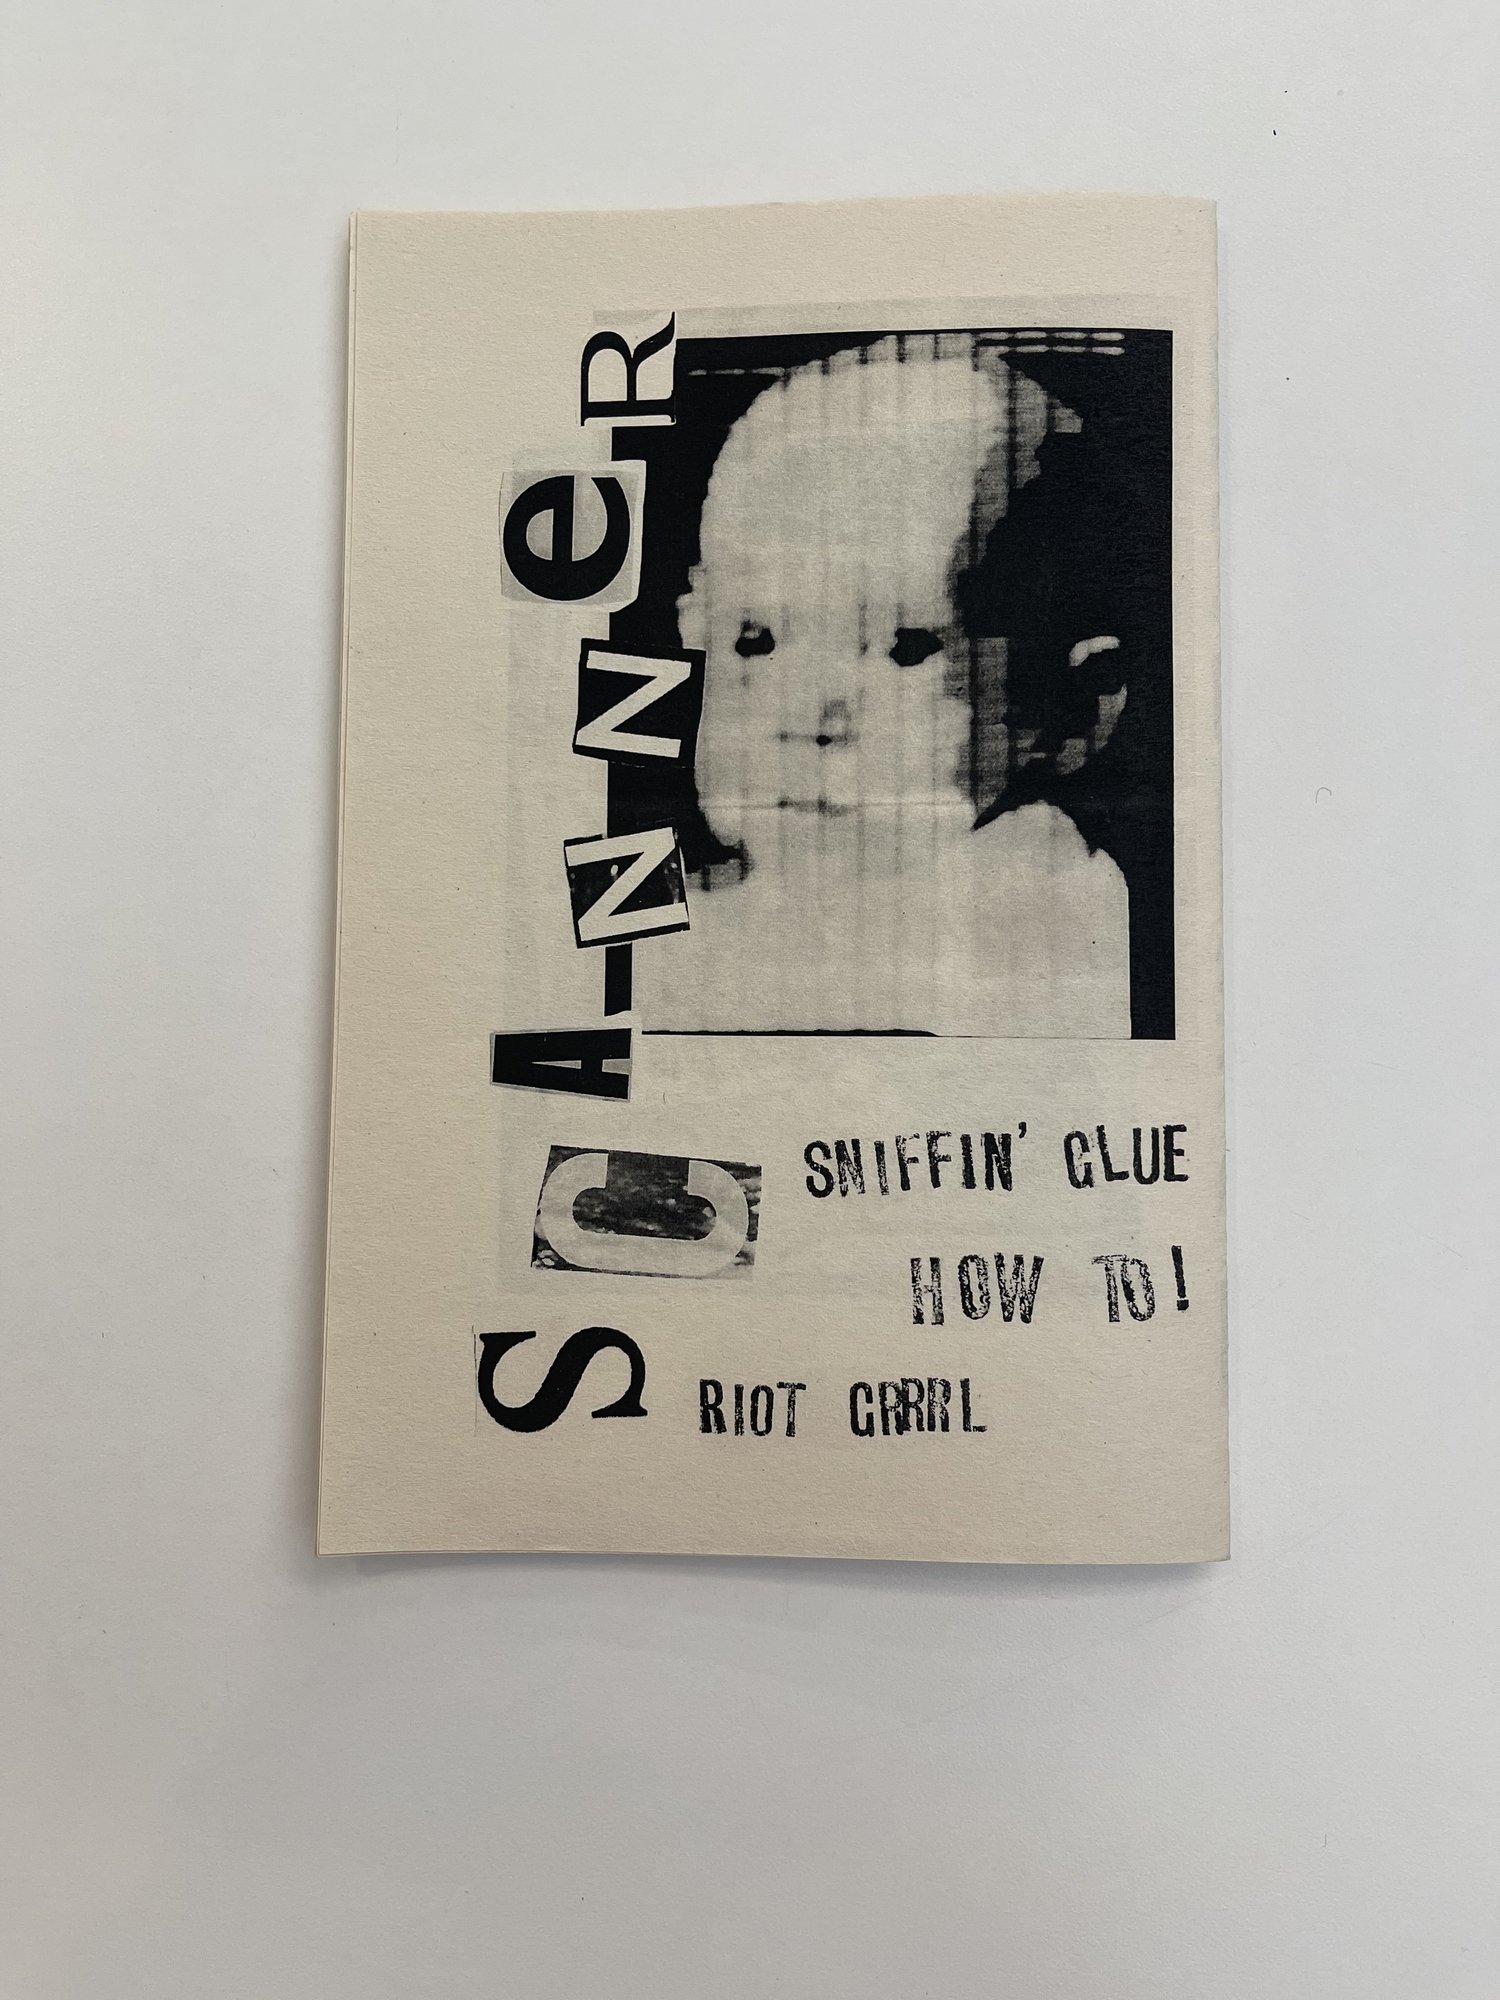 SCANNeR
SNIFFIN' GLUE
HOW TO!
RIOT GRRRL